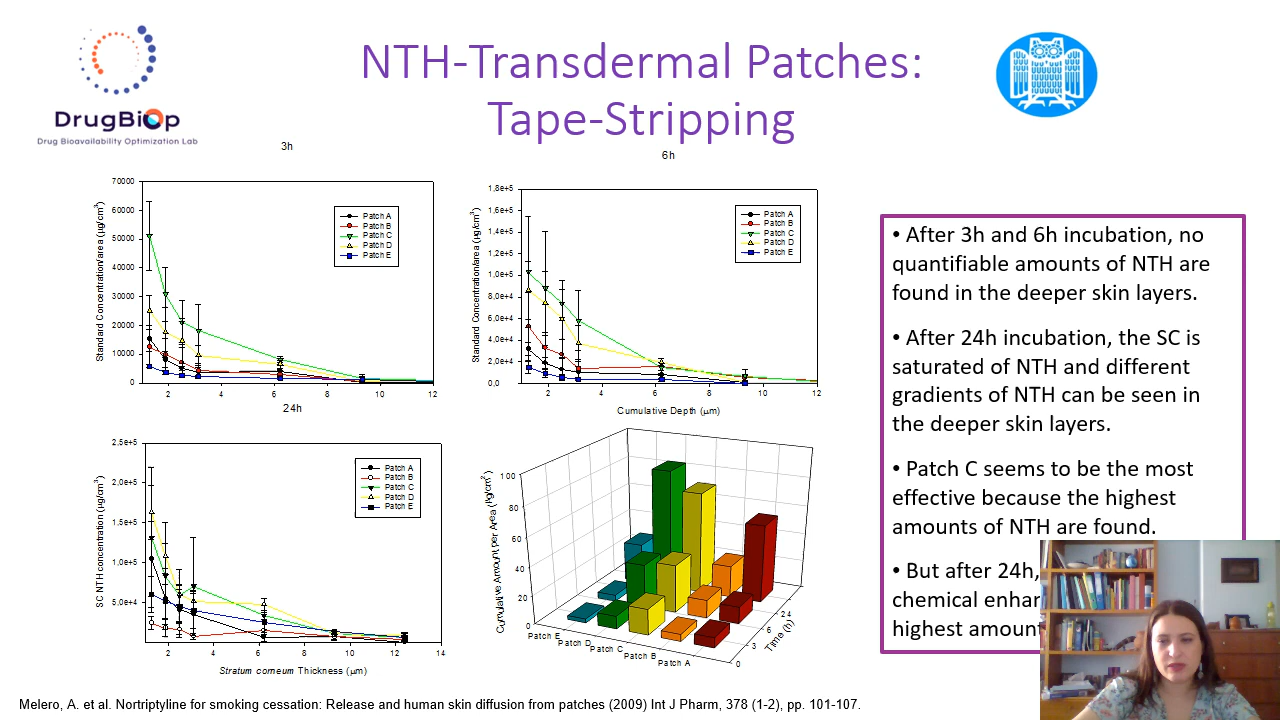 NTH-Transdermal Patches:
Tape-Stripping
DrugBiOp
Drug Bioavailability Optimization Lab
3h
70000
60000
50000
40000
30000
20000
10000
0
Standard Concentration/area (µg/cm³)
Patch A
Patch B
Patch C
Patch D
Patch E
2 4 6 8 10 12
6h
1,8e+5
1,6e+5
1,4e+5
1,2e+5
1,0e+5
8,0e+4
6,0e+4
4,0e+4
2,0e+4
0,0
Standard Concentration/area (µg/cm³)
Patch A
Patch B
Patch C
Patch D
Patch E
2 4 6 8 10 12
Cumulative Depth (µm)
24h
2,5e+5
2,0e+5
1,5e+5
1,0e+5
5,0e+4
SC NTH concentration (µg/cm³)
Patch A
Patch B
Patch C
Patch D
Patch E
2 4 6 8 10 12 14
Stratum corneum Thickness (µm)
100
80
60
40
20
0
Cumulative Amount per Area (µg/cm²)
Patch E
Patch D
Patch C
Patch B
Patch A
0
3
6
24
Time (h)
• After 3h and 6h incubation, no
quantifiable amounts of NTH are
found in the deeper skin layers.
• After 24h incubation, the SC is
saturated of NTH and different
gradients of NTH can be seen in
the deeper skin layers.
• Patch C seems to be the most
effective because the highest
amounts of NTH are found.
• But after 24h,
chemical enhan
highest amoun
Melero, A. et al. Nortriptyline for smoking cessation: Release and human skin diffusion from patches (2009) Int J Pharm, 378 (1-2), pp. 101-107.